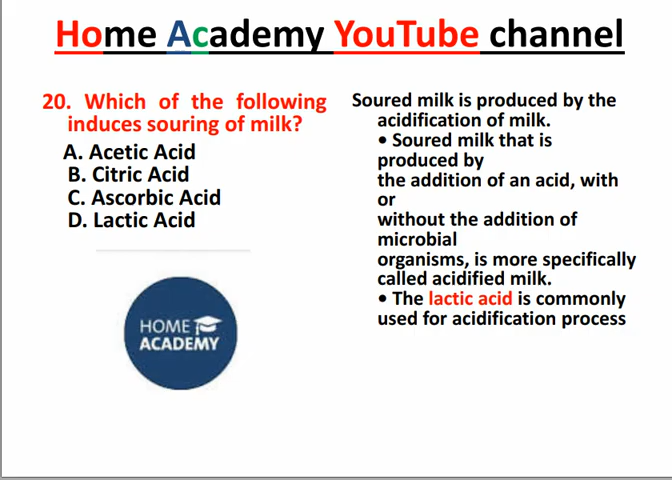 Home Academy YouTube channel
20. Which of the following
induces souring of milk?
A. Acetic Acid
B. Citric Acid
C. Ascorbic Acid
D. Lactic Acid
HOME
ACADEMY
Soured milk is produced by the
acidification of milk.
• Soured milk that is
produced by
the addition of an acid, with
or
without the addition of
microbial
organisms, is more specifically
called acidified milk.
• The lactic acid is commonly
used for acidification process